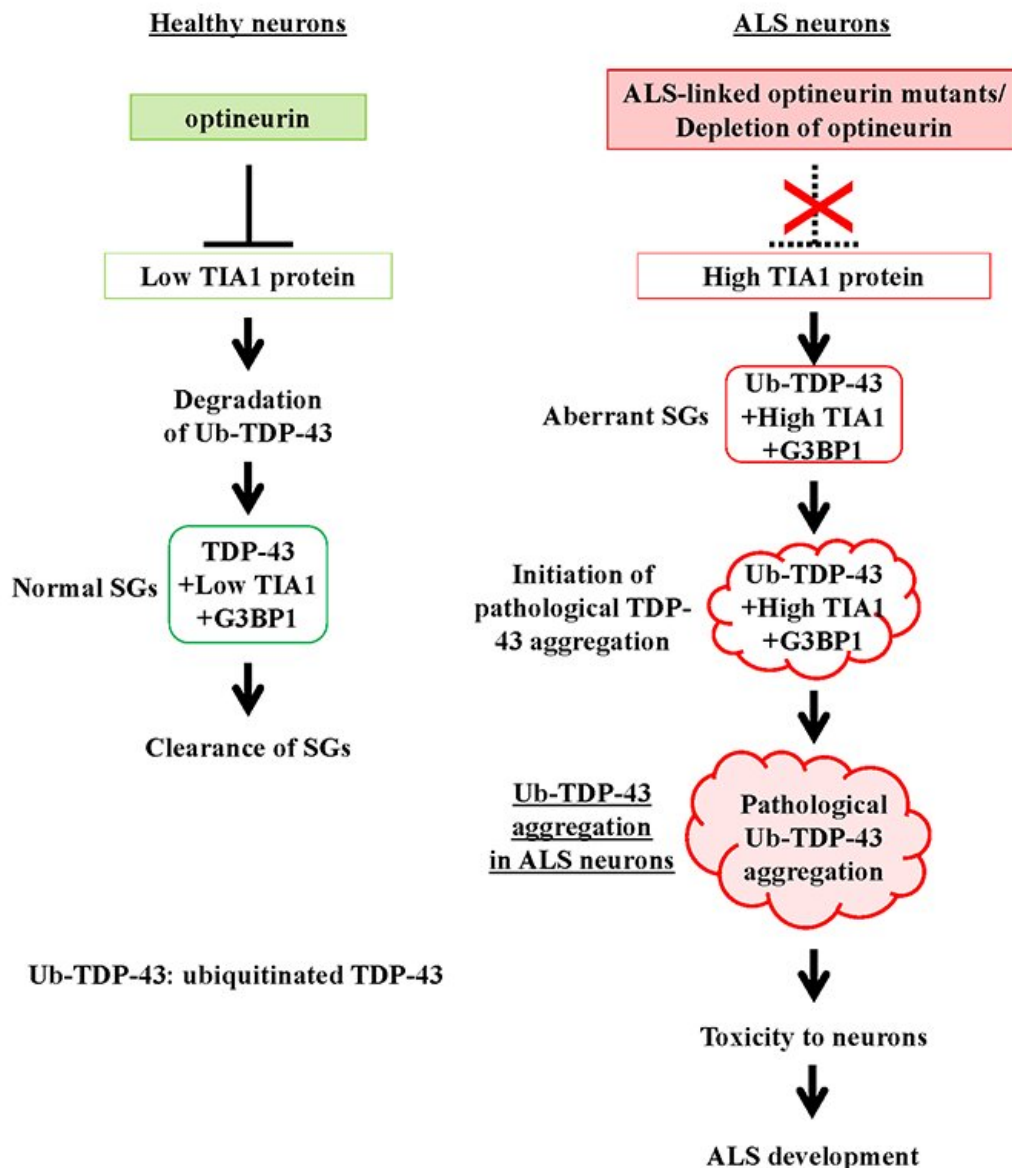 Healthy neurons
optineurin
Low TIA1 protein
Degradation
of Ub-TDP-43
Normal SGs
TDP-43
+Low TIA1
+G3BP1
Clearance of SGs
Ub-TDP-43: ubiquitinated TDP-43
ALS neurons
ALS-linked optineurin mutants/
Depletion of optineurin
High TIA1 protein
Aberrant SGs
Ub-TDP-43
+High TIA1
+G3BP1
Initiation of
pathological TDP-
43 aggregation
Ub-TDP-43
+High TIA1
+G3BP1
Ub-TDP-43
aggregation
in ALS neurons
Pathological
Ub-TDP-43
aggregation
Toxicity to neurons
ALS development